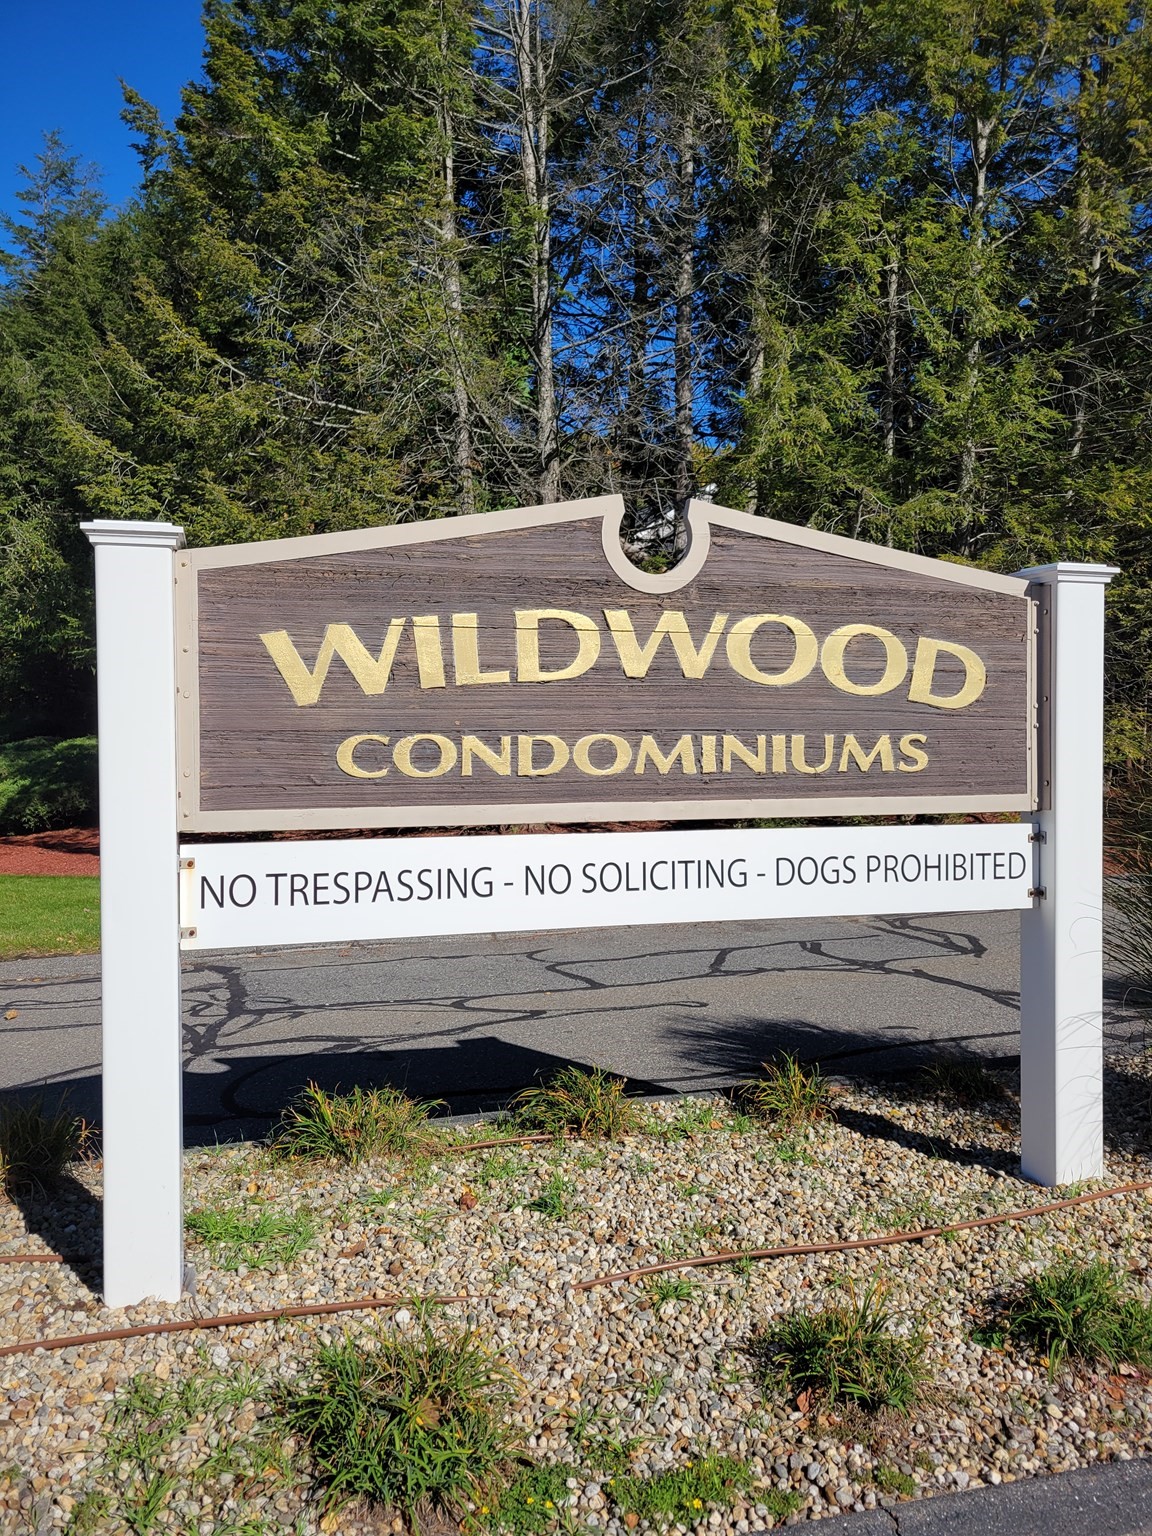 WILDWOOD
CONDOMINIUMS
NO TRESPASSING - NO SOLICITING - DOGS PROHIBITED